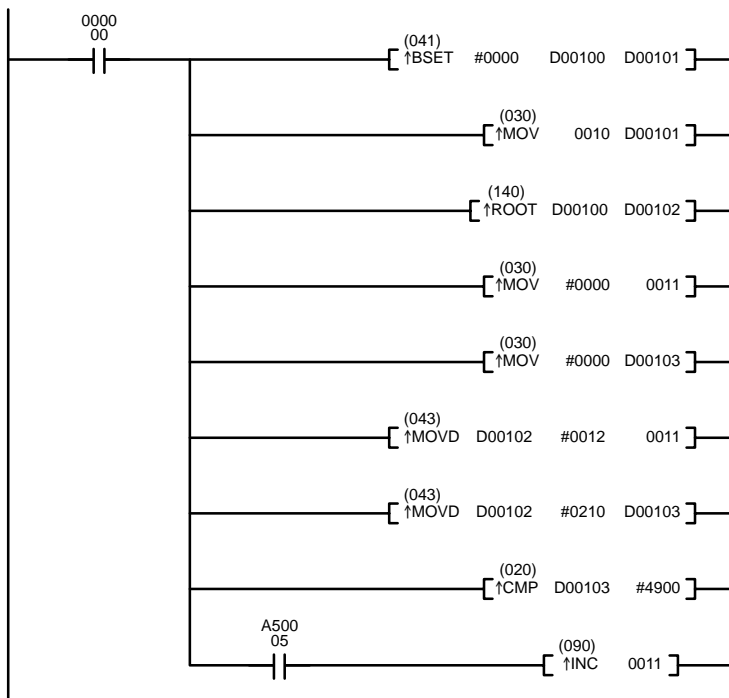 0000
00
(041)
↑BSET #0000 D00100 D00101
(030)
↑MOV 0010 D00101
(140)
↑ROOT D00100 D00102
(030)
↑MOV #0000 0011
(030)
↑MOV #0000 D00103
(043)
↑MOVD D00102 #0012 0011
(043)
↑MOVD D00102 #0210 D00103
(020)
↑CMP D00103 #4900
A500
05
(090)
↑INC 0011